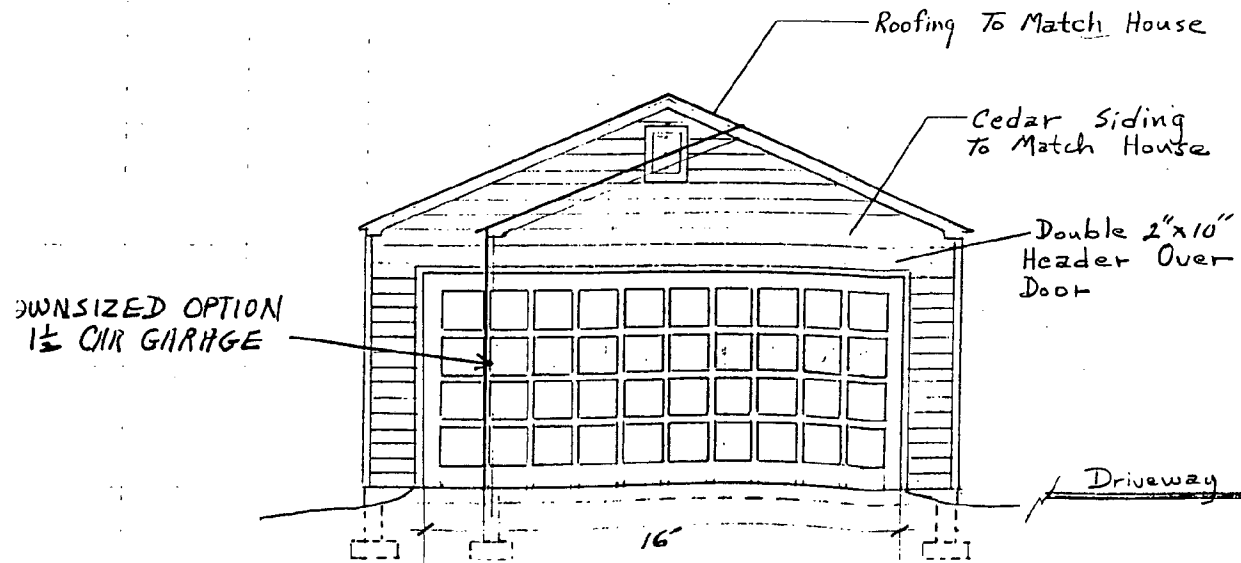 Roofing To Match House
Cedar Siding
To Match House
Double 2"x10"
Header Over
Door
OWNSIZED OPTION
1½ CAR GARAGE
Driveway
16'